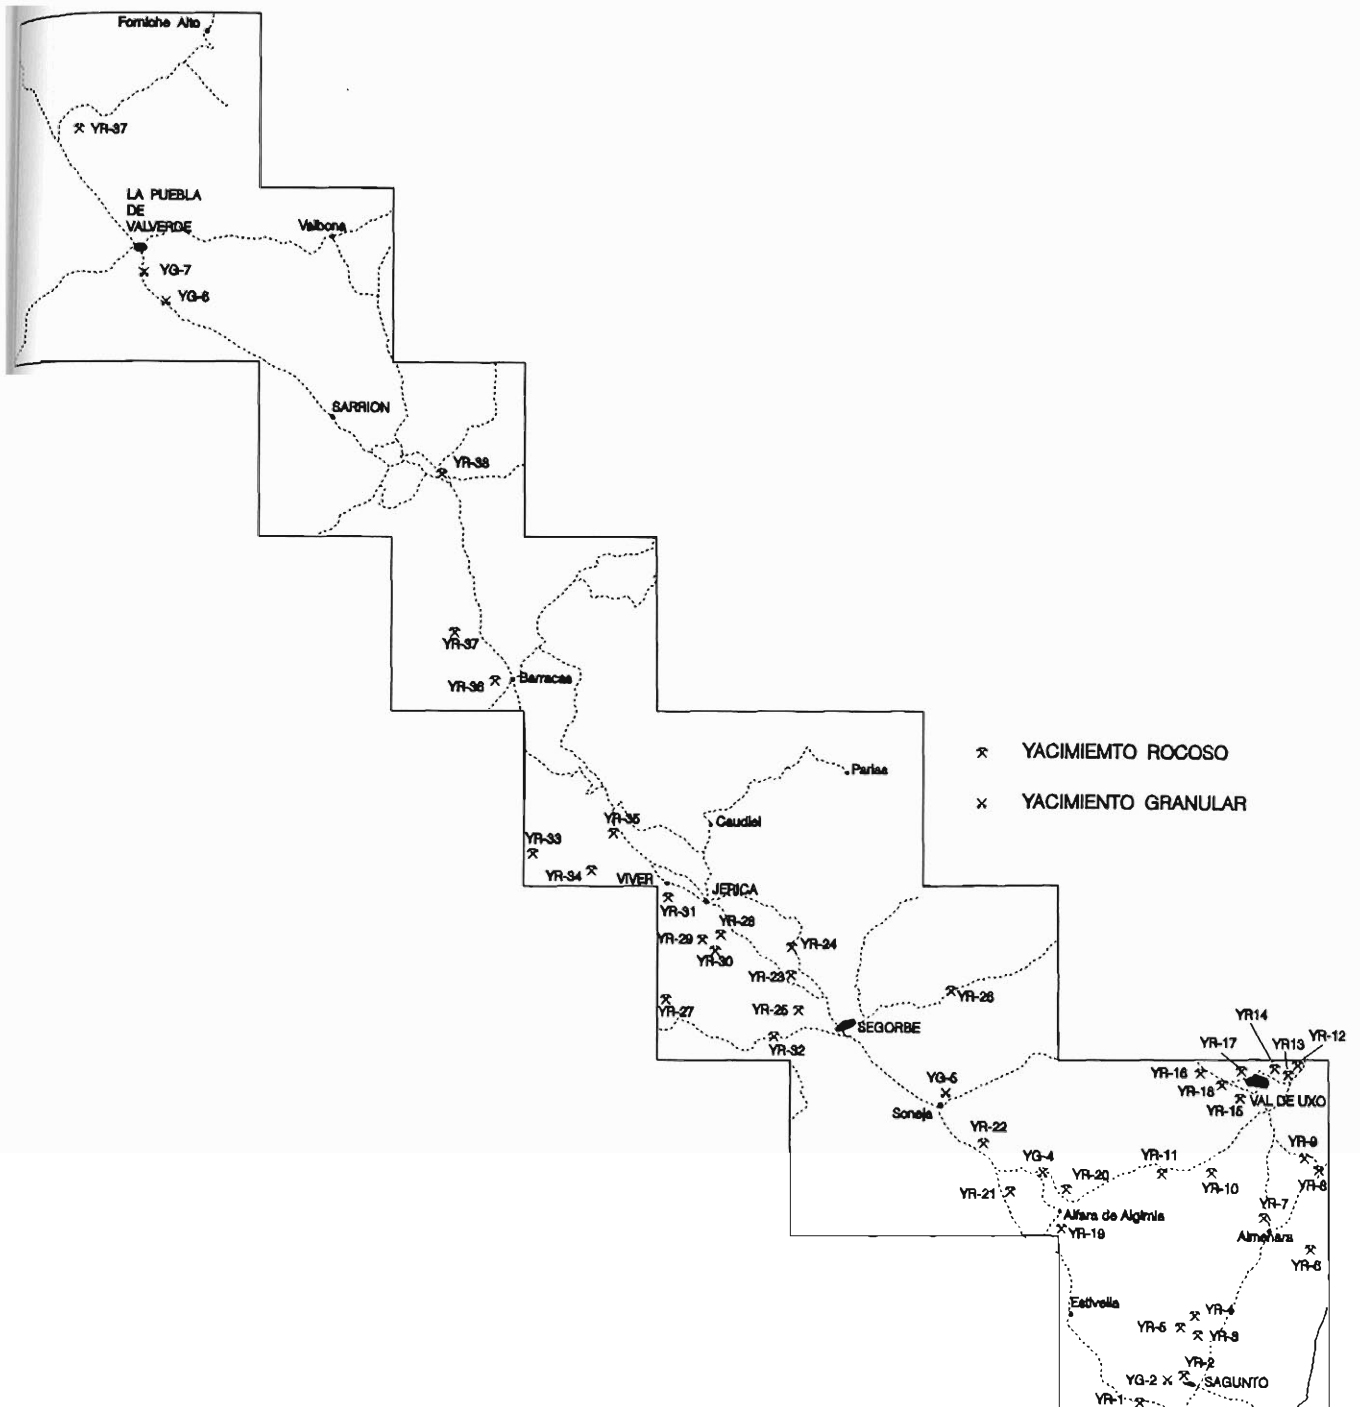 Forniche Alto
YR-37
LA PUEBLA
DE
VALVERDE
Valbona
YG-7
YG-6
SARRION
YR-38
YR-37
YR-36
Barracas
YACIMIEMTO ROCOSO
YACIMIENTO GRANULAR
Parias
Caudiel
YR-35
YR-33
YR-34
VIVER
JERICA
YR-31
YR-28
YR-29
YR-30
YR-24
YR-23
YR-26
YR-27
YR-25
SEGORBE
YR-32
YR14
YR13
YR-12
YR-17
YR-16
YR-18
YR-15
VAL DE UXO
YG-5
Soneja
YR-22
YG-4
YR-20
YR-11
YR-10
YR-9
YR-8
YR-21
YR-7
Alfara de Algimia
YR-19
Almenara
YR-6
Estivella
YR-4
YR-5
YR-3
YR-2
YG-2
SAGUNTO
YR-1